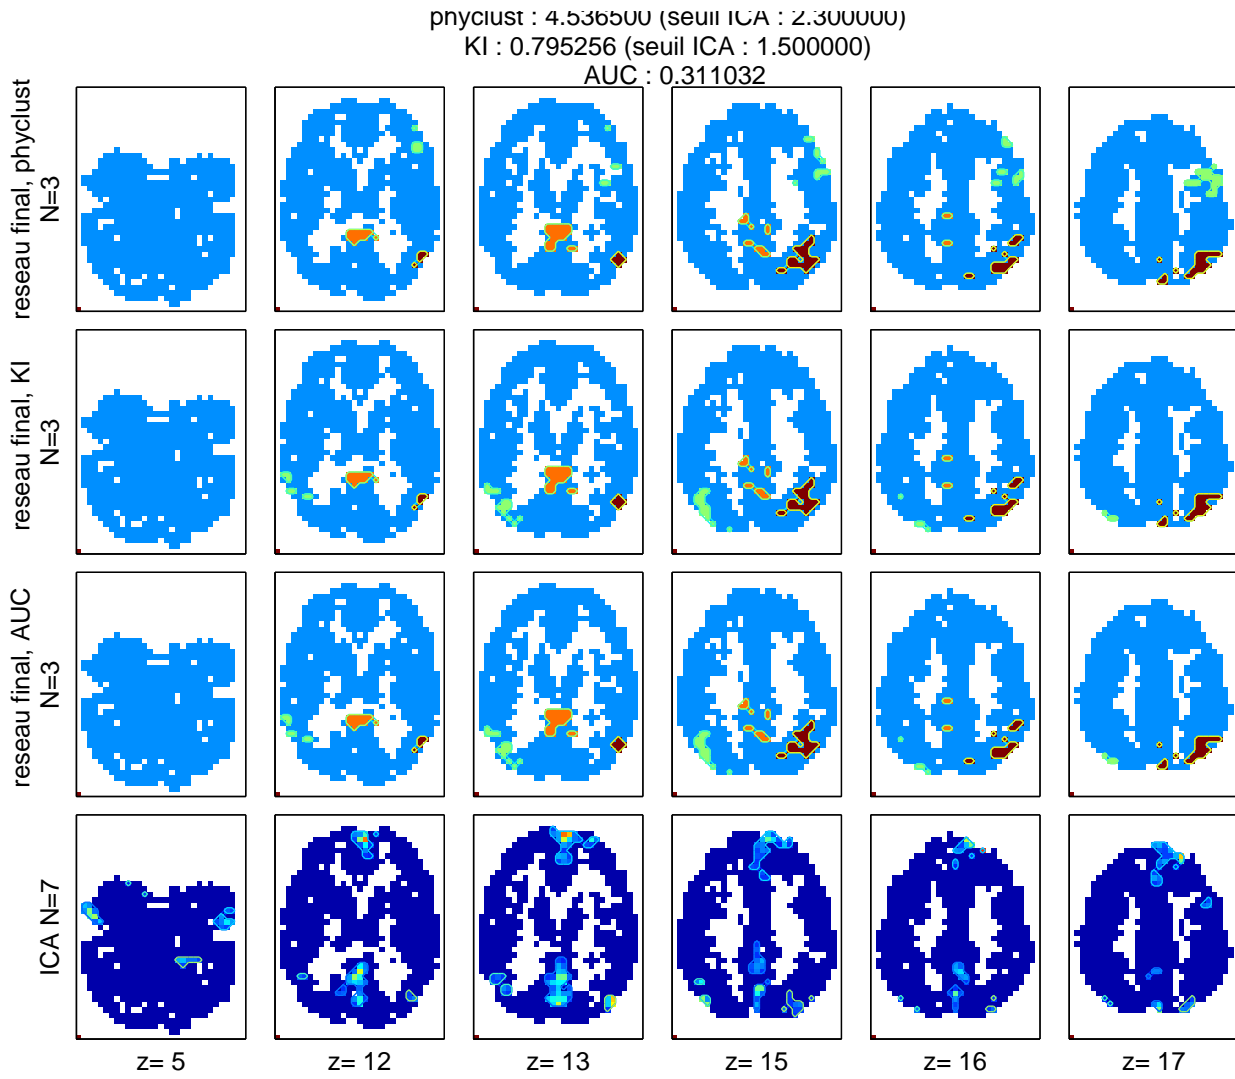 phyclust : 4.536500 (seuil ICA : 2.300000)
KI : 0.795256 (seuil ICA : 1.500000)
AUC : 0.311032
reseau final, phyclust
N=3
reseau final, KI
N=3
reseau final, AUC
N=3
ICA N=7
z= 5
z= 12
z= 13
z= 15
z= 16
z= 17